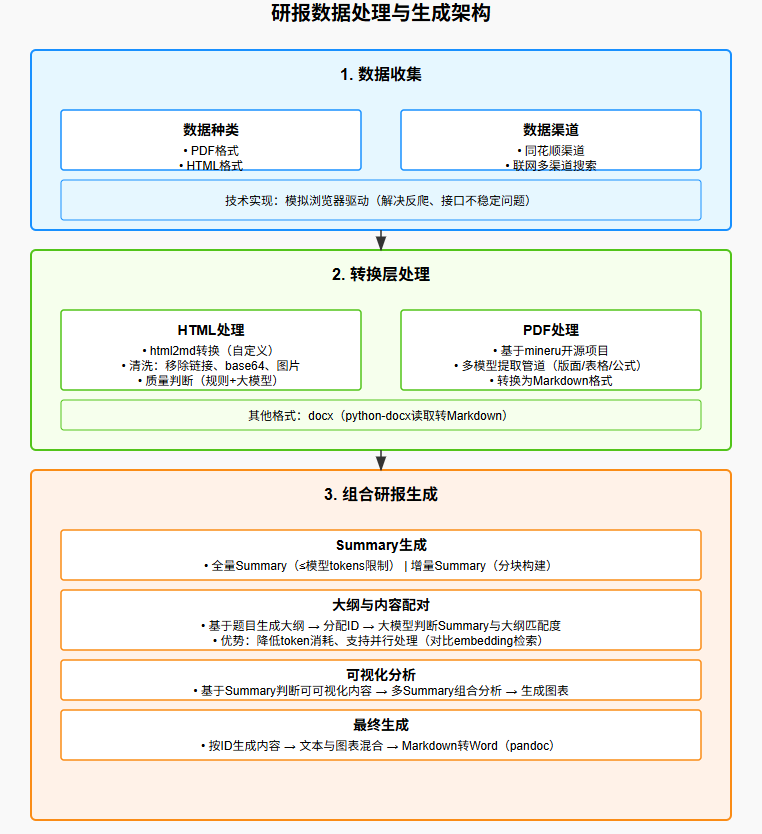 研报数据处理与生成架构
1. 数据收集
数据种类
• PDF格式
• HTML格式
数据渠道
• 同花顺渠道
• 联网多渠道搜索
技术实现：模拟浏览器驱动（解决反爬、接口不稳定问题）
2. 转换层处理
HTML处理
• html2md转换（自定义）
• 清洗：移除链接、base64、图片
• 质量判断（规则+大模型）
PDF处理
• 基于mineru开源项目
• 多模型提取管道（版面/表格/公式）
• 转换为Markdown格式
其他格式：docx（python-docx读取转Markdown）
3. 组合研报生成
Summary生成
• 全量Summary（≤模型tokens限制） | 增量Summary（分块构建）
大纲与内容配对
• 基于题目生成大纲 → 分配ID → 大模型判断Summary与大纲匹配度
• 优势：降低token消耗、支持并行处理（对比embedding检索）
可视化分析
• 基于Summary判断可可视化内容 → 多Summary组合分析 → 生成图表
最终生成
• 按ID生成内容 → 文本与图表混合 → Markdown转Word（pandoc）